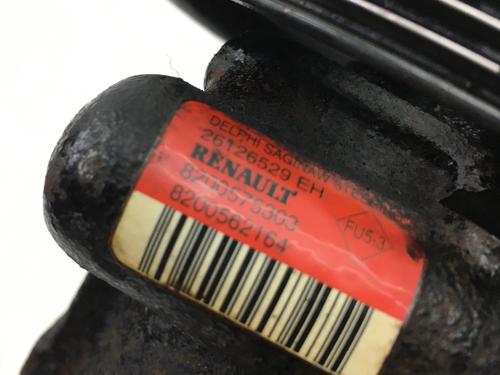 DELPHI SAGINAW STEERING
26126529 EH
RENAULT
8200575303
8200562164
FU5-3